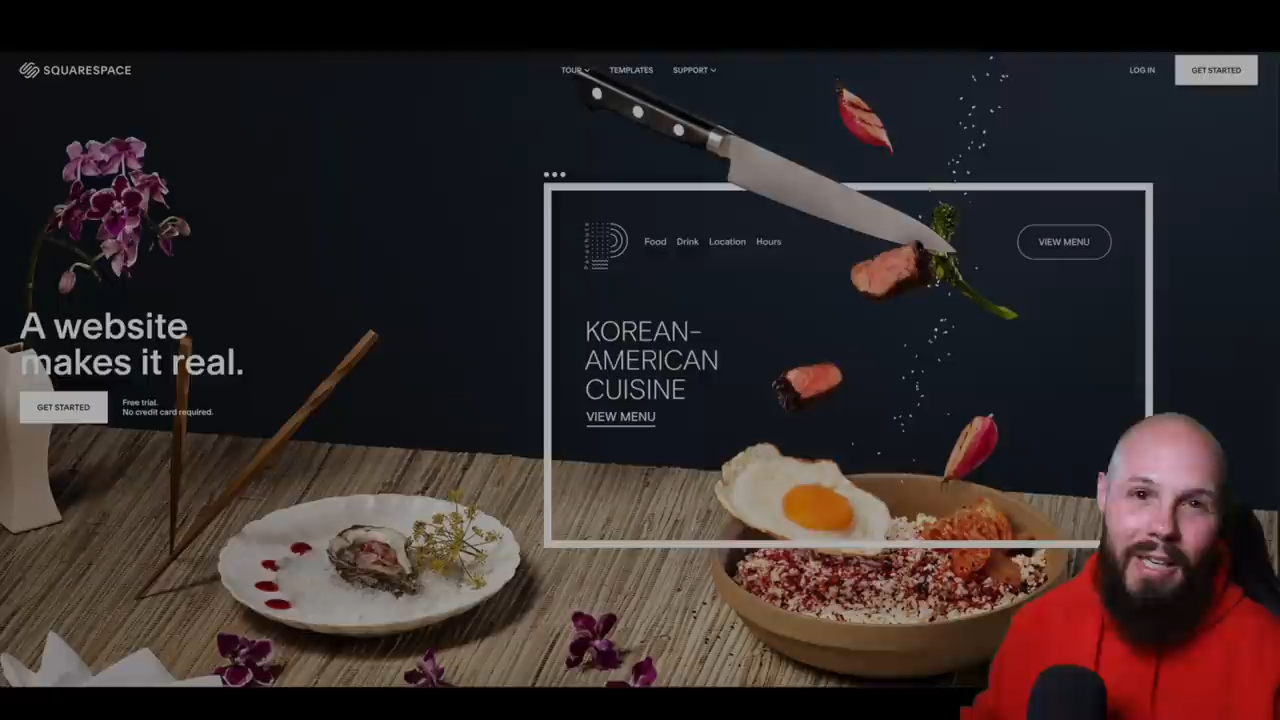 SQUARESPACE
TOUR
TEMPLATES
SUPPORT
LOG IN
GET STARTED
Food
Drink
Location
Hours
VIEW MENU
KOREAN-
AMERICAN
CUISINE
VIEW MENU
A website
makes it real.
GET STARTED
Free trial.
No credit card required.